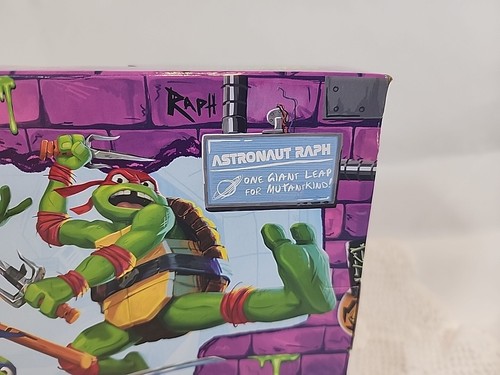 RAPH
ASTRONAUT RAPH
ONE GIANT LEAP
FOR MUTANTKIND!